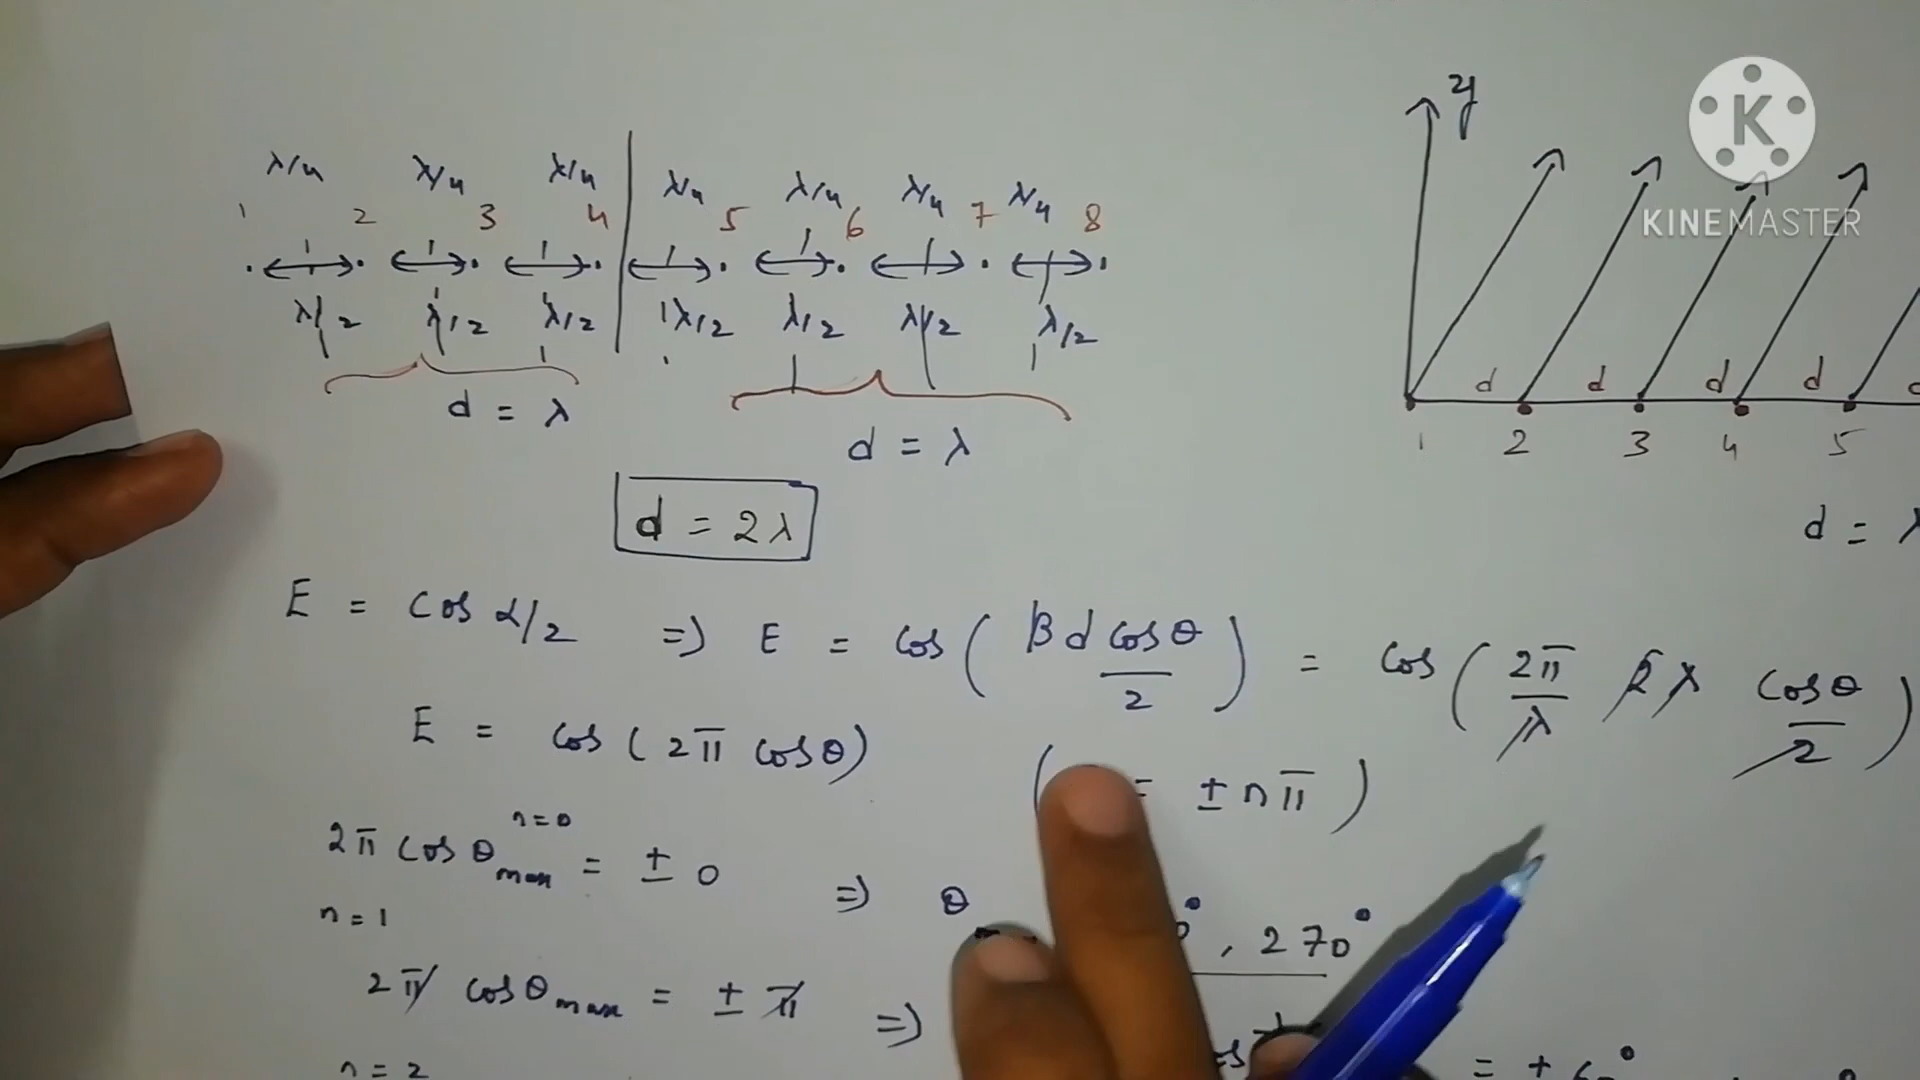 λ/4 λ/4 λ/4 λ/4 λ/4 λ/4 λ/4
1 2 3 4 5 6 7 8
λ/2 λ/2 λ/2 λ/2 λ/2 λ/2 λ/2
d = λ
d = λ
d = 2λ
E = cos α/2 => E = cos ( βd cosθ / 2 ) = cos ( 2π/λ 2λ cosθ/2 )
E = cos ( 2π cosθ)
= ± nπ )
n=0
2π cos θmax = ± 0 => θ , 270°
n = 1
2π cosθmax = ± π =>
n = 2
y
d d d d
1 2 3 4 5
d = λ
K
KINEMASTER